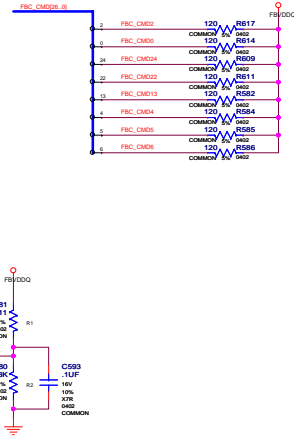 FBC_CMD[26..0]
FBVDDQ
2 FBC_CMD2 120 R617
COMMON 5% 0402
0 FBC_CMD0 120 R614
COMMON 5% 0402
24 FBC_CMD24 120 R609
COMMON 5% 0402
22 FBC_CMD22 120 R611
COMMON 5% 0402
13 FBC_CMD13 120 R582
COMMON 5% 0402
4 FBC_CMD4 120 R584
COMMON 5% 0402
5 FBC_CMD5 120 R585
COMMON 5% 0402
6 FBC_CMD6 120 R586
COMMON 5% 0402
FBVDDQ
R1
R2
C593
.1UF
16V
10%
X7R
0402
COMMON